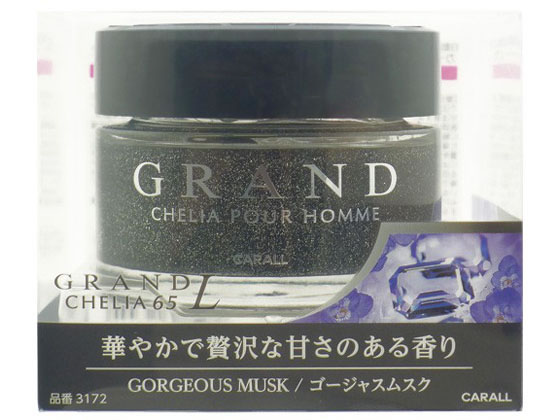 GRAND
CHELIA POUR HOMME
CARALL
GRAND L
CHELIA 65
華やかで贅沢な甘さのある香り
GORGEOUS MUSK / ゴージャスムスク
品番 3172
CARALL